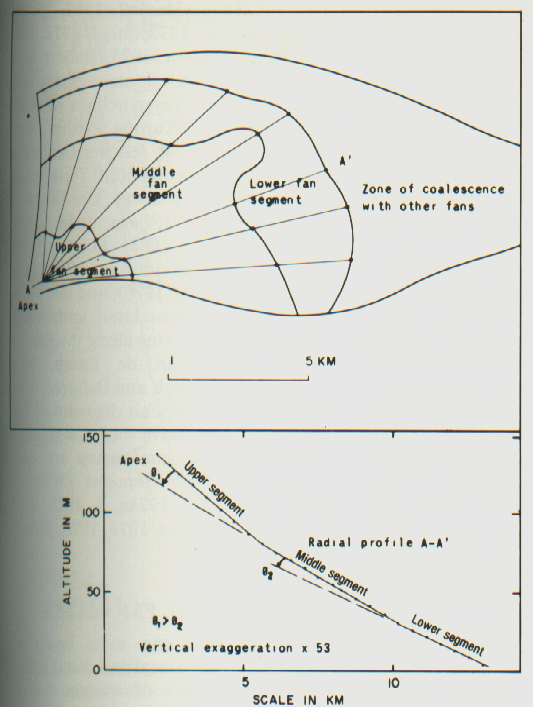 Middle
fan
segment
Lower fan
segment
A'
Zone of coalescence
with other fans
Upper
fan segment
A
Apex
1
5 KM
150
100
50
0
ALTITUDE IN M
Apex
θ1
Upper segment
Radial profile A-A'
Middle segment
θ2
Lower segment
θ1>θ2
Vertical exaggeration x 53
5
10
SCALE IN KM